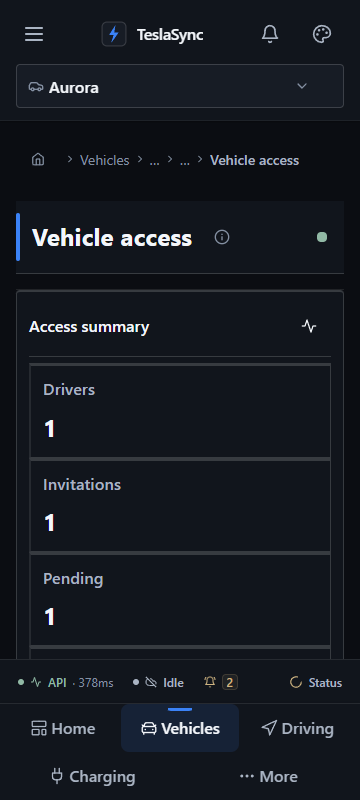 TeslaSync
Aurora
Vehicles ... ... Vehicle access
Vehicle access
Access summary
Drivers
1
Invitations
1
Pending
1
API · 378ms Idle 2 Status
Home Vehicles Driving
Charging More